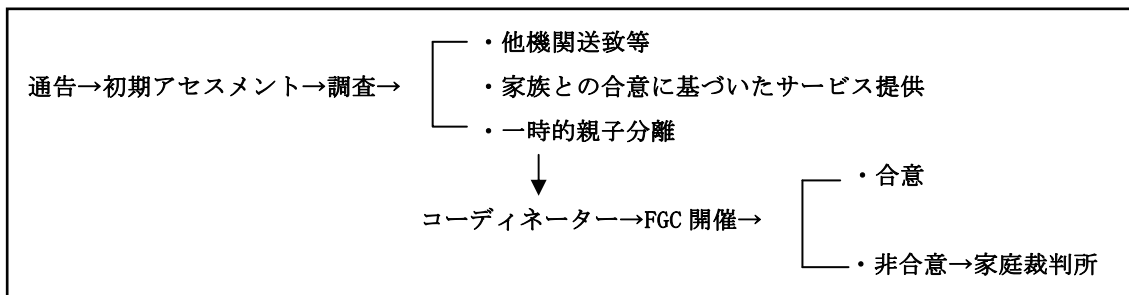 ・他機関送致等
通告→初期アセスメント→調査→
・家族との合意に基づいたサービス提供
・一時的親子分離
・合意
コーディネーター→FGC 開催→
・非合意→家庭裁判所